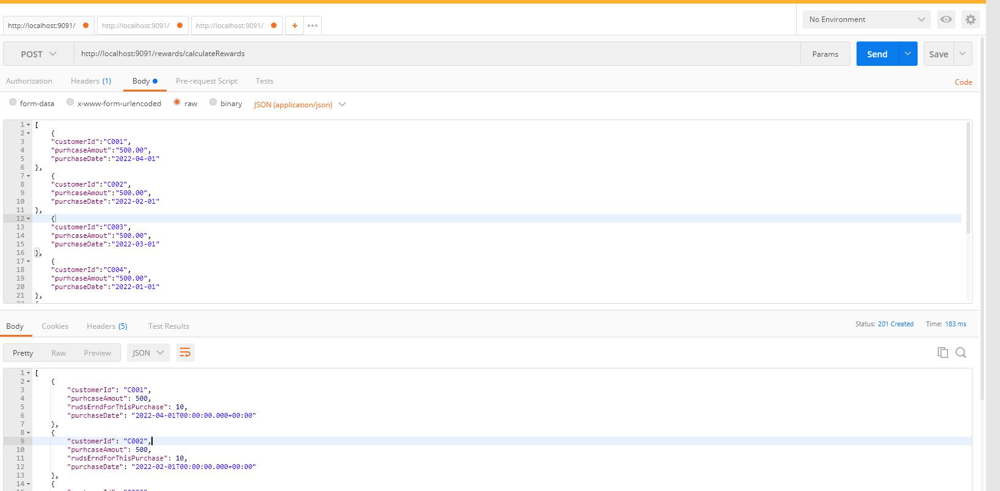 http://localhost:9091/ http://localhost:9091/ http://localhost:9091/ + ••• No Environment
POST http://localhost:9091/rewards/calculateRewards Params Send Save
Authorization Headers (1) Body Pre-request Script Tests Code
form-data x-www-form-urlencoded raw binary JSON (application/json)
1 [
2 {
3 "customerId":"C001",
4 "purhcaseAmout":"500.00",
5 "purchaseDate":"2022-04-01"
6 },
7 {
8 "customerId":"C002",
9 "purhcaseAmout":"500.00",
10 "purchaseDate":"2022-02-01"
11 },
12 {
13 "customerId":"C003",
14 "purhcaseAmout":"500.00",
15 "purchaseDate":"2022-03-01"
16 },
17 {
18 "customerId":"C004",
19 "purhcaseAmout":"500.00",
20 "purchaseDate":"2022-01-01"
21 },
Body Cookies Headers (5) Test Results Status: 201 Created Time: 183 ms
Pretty Raw Preview JSON
1 [
2 {
3 "customerId": "C001",
4 "purhcaseAmout": 500,
5 "rwdsErndForThisPurchase": 10,
6 "purchaseDate": "2022-04-01T00:00:00.000+00:00"
7 },
8 {
9 "customerId": "C002",
10 "purhcaseAmout": 500,
11 "rwdsErndForThisPurchase": 10,
12 "purchaseDate": "2022-02-01T00:00:00.000+00:00"
13 },
14 {